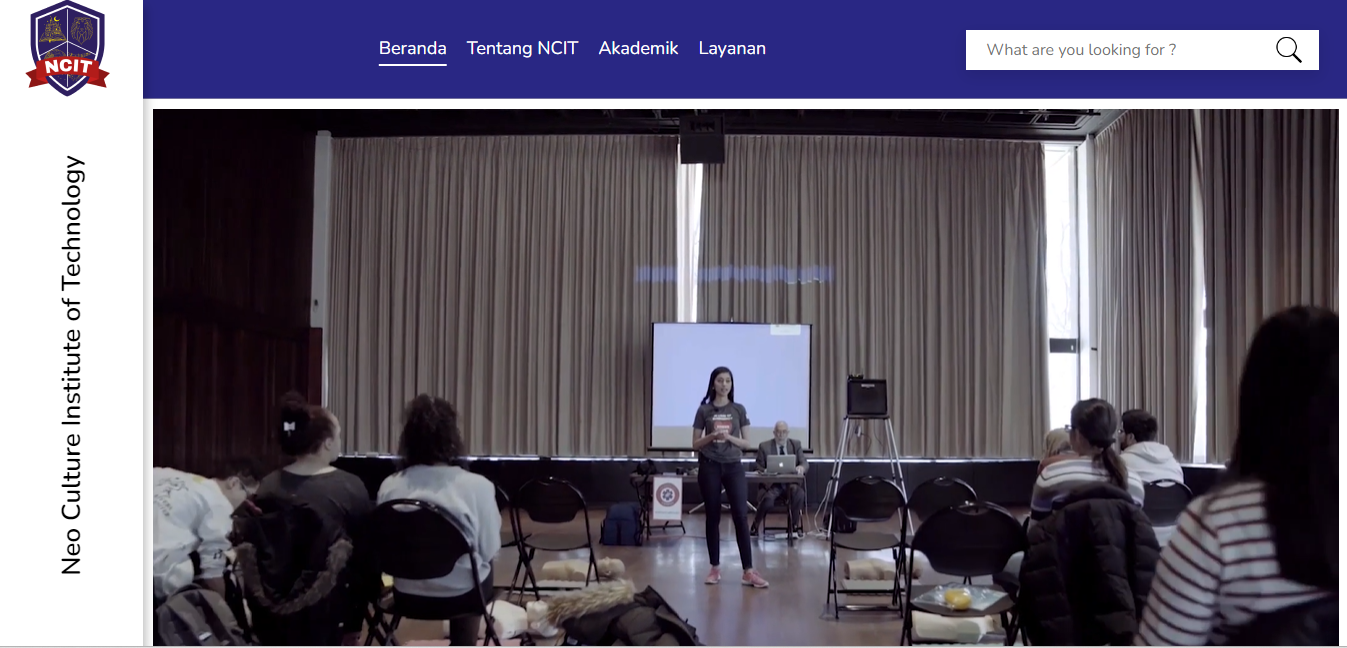 NCIT
Beranda
Tentang NCIT
Akademik
Layanan
What are you looking for ?
Neo Culture Institute of Technology